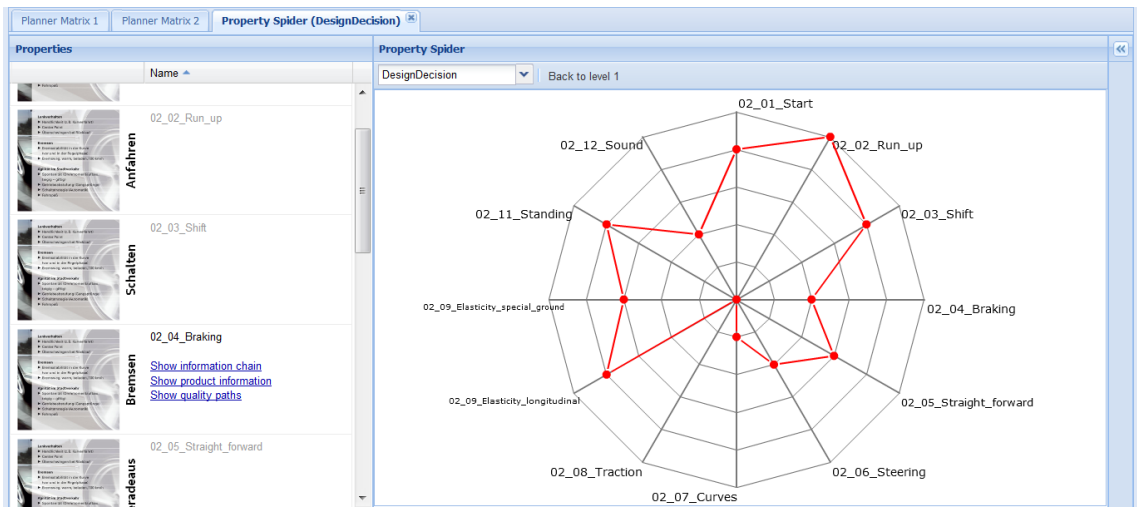 Planner Matrix 1
Planner Matrix 2
Property Spider (DesignDecision)
Properties
Property Spider
Name
DesignDecision
Back to level 1
02_02_Run_up
Anfahren
02_03_Shift
Schalten
02_04_Braking
Bremsen
Show information chain
Show product information
Show quality paths
02_05_Straight_forward
02_01_Start
02_12_Sound
02_02_Run_up
02_11_Standing
02_03_Shift
02_09_Elasticity_special_ground
02_04_Braking
02_09_Elasticity_longitudinal
02_05_Straight_forward
02_08_Traction
02_06_Steering
02_07_Curves